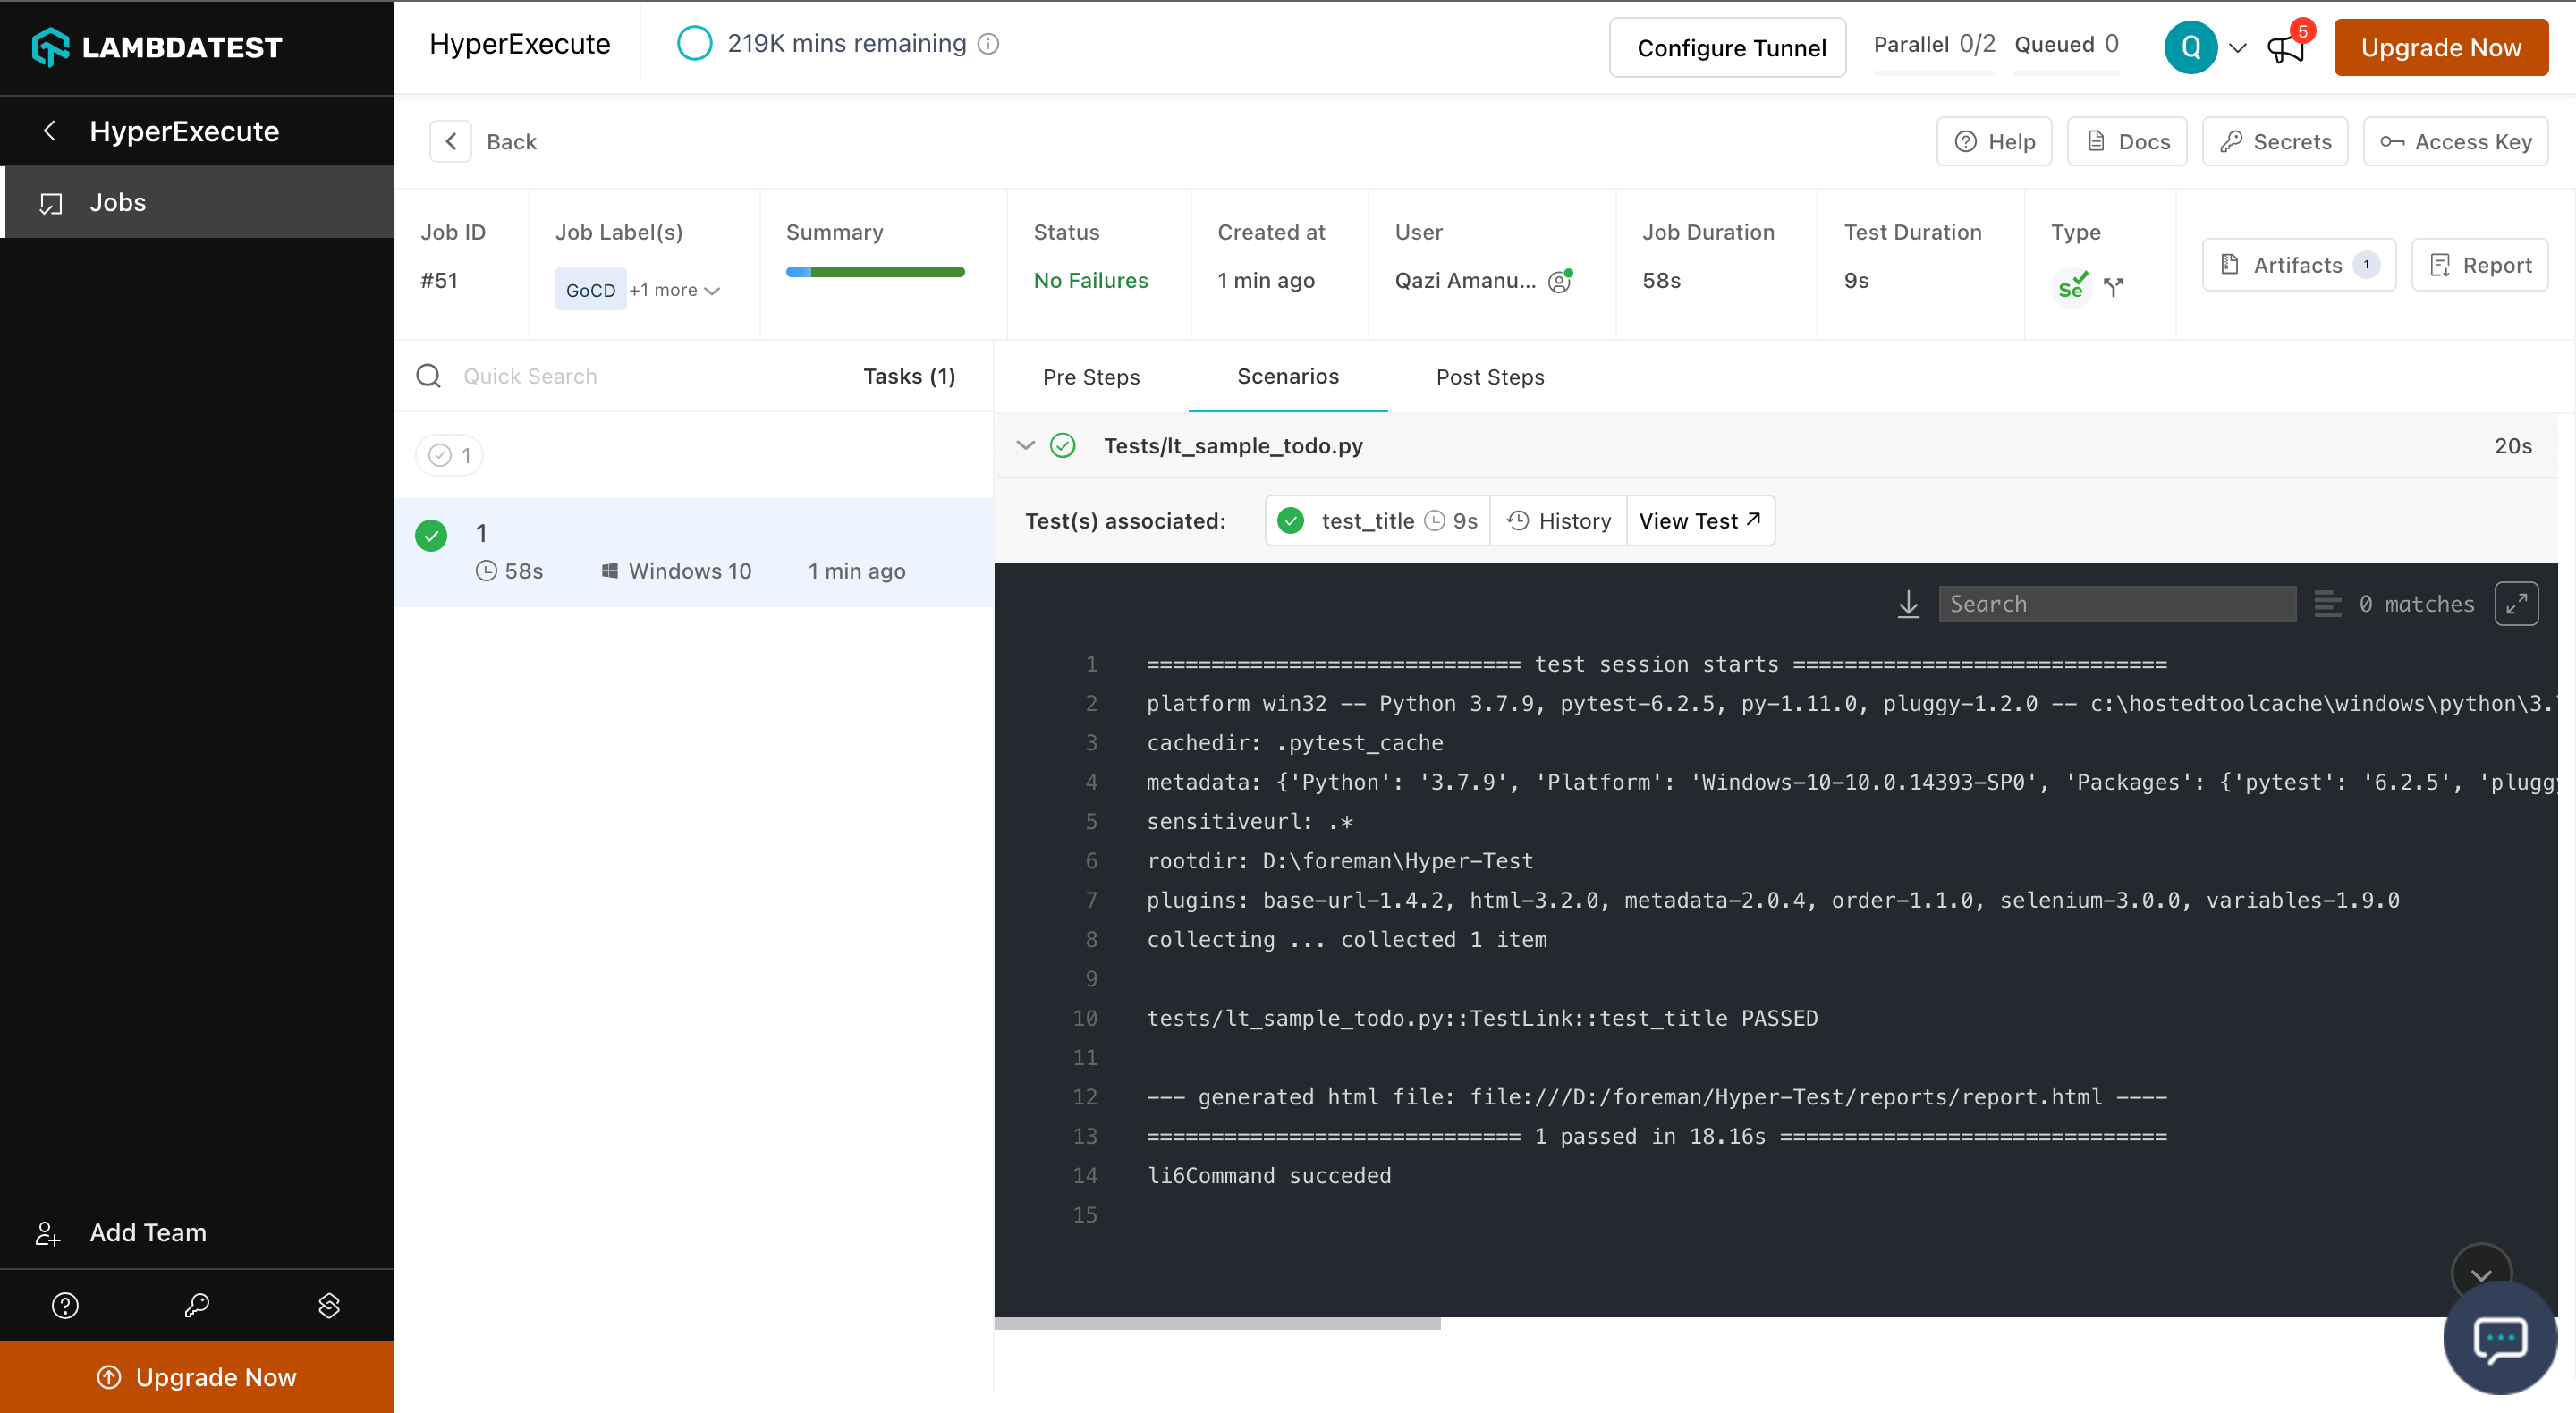 LAMBDATEST
HyperExecute
219K mins remaining
Configure Tunnel
Parallel 0/2
Queued 0
Q
5
Upgrade Now
HyperExecute
Jobs
Back
Help
Docs
Secrets
Access Key
Job ID
#51
Job Label(s)
GoCD
+1 more
Summary
Status
No Failures
Created at
1 min ago
User
Qazi Amanu...
Job Duration
58s
Test Duration
9s
Type
Se
Artifacts 1
Report
Quick Search
Tasks (1)
1
1
58s
Windows 10
1 min ago
Pre Steps
Scenarios
Post Steps
Tests/lt_sample_todo.py
20s
Test(s) associated:
test_title
9s
History
View Test
Search
0 matches
1 ============================= test session starts =============================
2 platform win32 -- Python 3.7.9, pytest-6.2.5, py-1.11.0, pluggy-1.2.0 -- c:\hostedtoolcache\windows\python\3.
3 cachedir: .pytest_cache
4 metadata: {'Python': '3.7.9', 'Platform': 'Windows-10-10.0.14393-SP0', 'Packages': {'pytest': '6.2.5', 'plugg
5 sensitiveurl: .*
6 rootdir: D:\foreman\Hyper-Test
7 plugins: base-url-1.4.2, html-3.2.0, metadata-2.0.4, order-1.1.0, selenium-3.0.0, variables-1.9.0
8 collecting ... collected 1 item
9
10 tests/lt_sample_todo.py::TestLink::test_title PASSED
11
12 --- generated html file: file:///D:/foreman/Hyper-Test/reports/report.html ----
13 ============================= 1 passed in 18.16s ==============================
14 li6Command succeded
15
Add Team
Upgrade Now